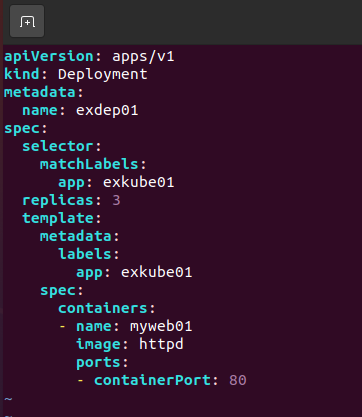 apiVersion: apps/v1
kind: Deployment
metadata:
  name: exdep01
spec:
  selector:
    matchLabels:
      app: exkube01
  replicas: 3
  template:
    metadata:
      labels:
        app: exkube01
    spec:
      containers:
      - name: myweb01
        image: httpd
        ports:
        - containerPort: 80
~
~